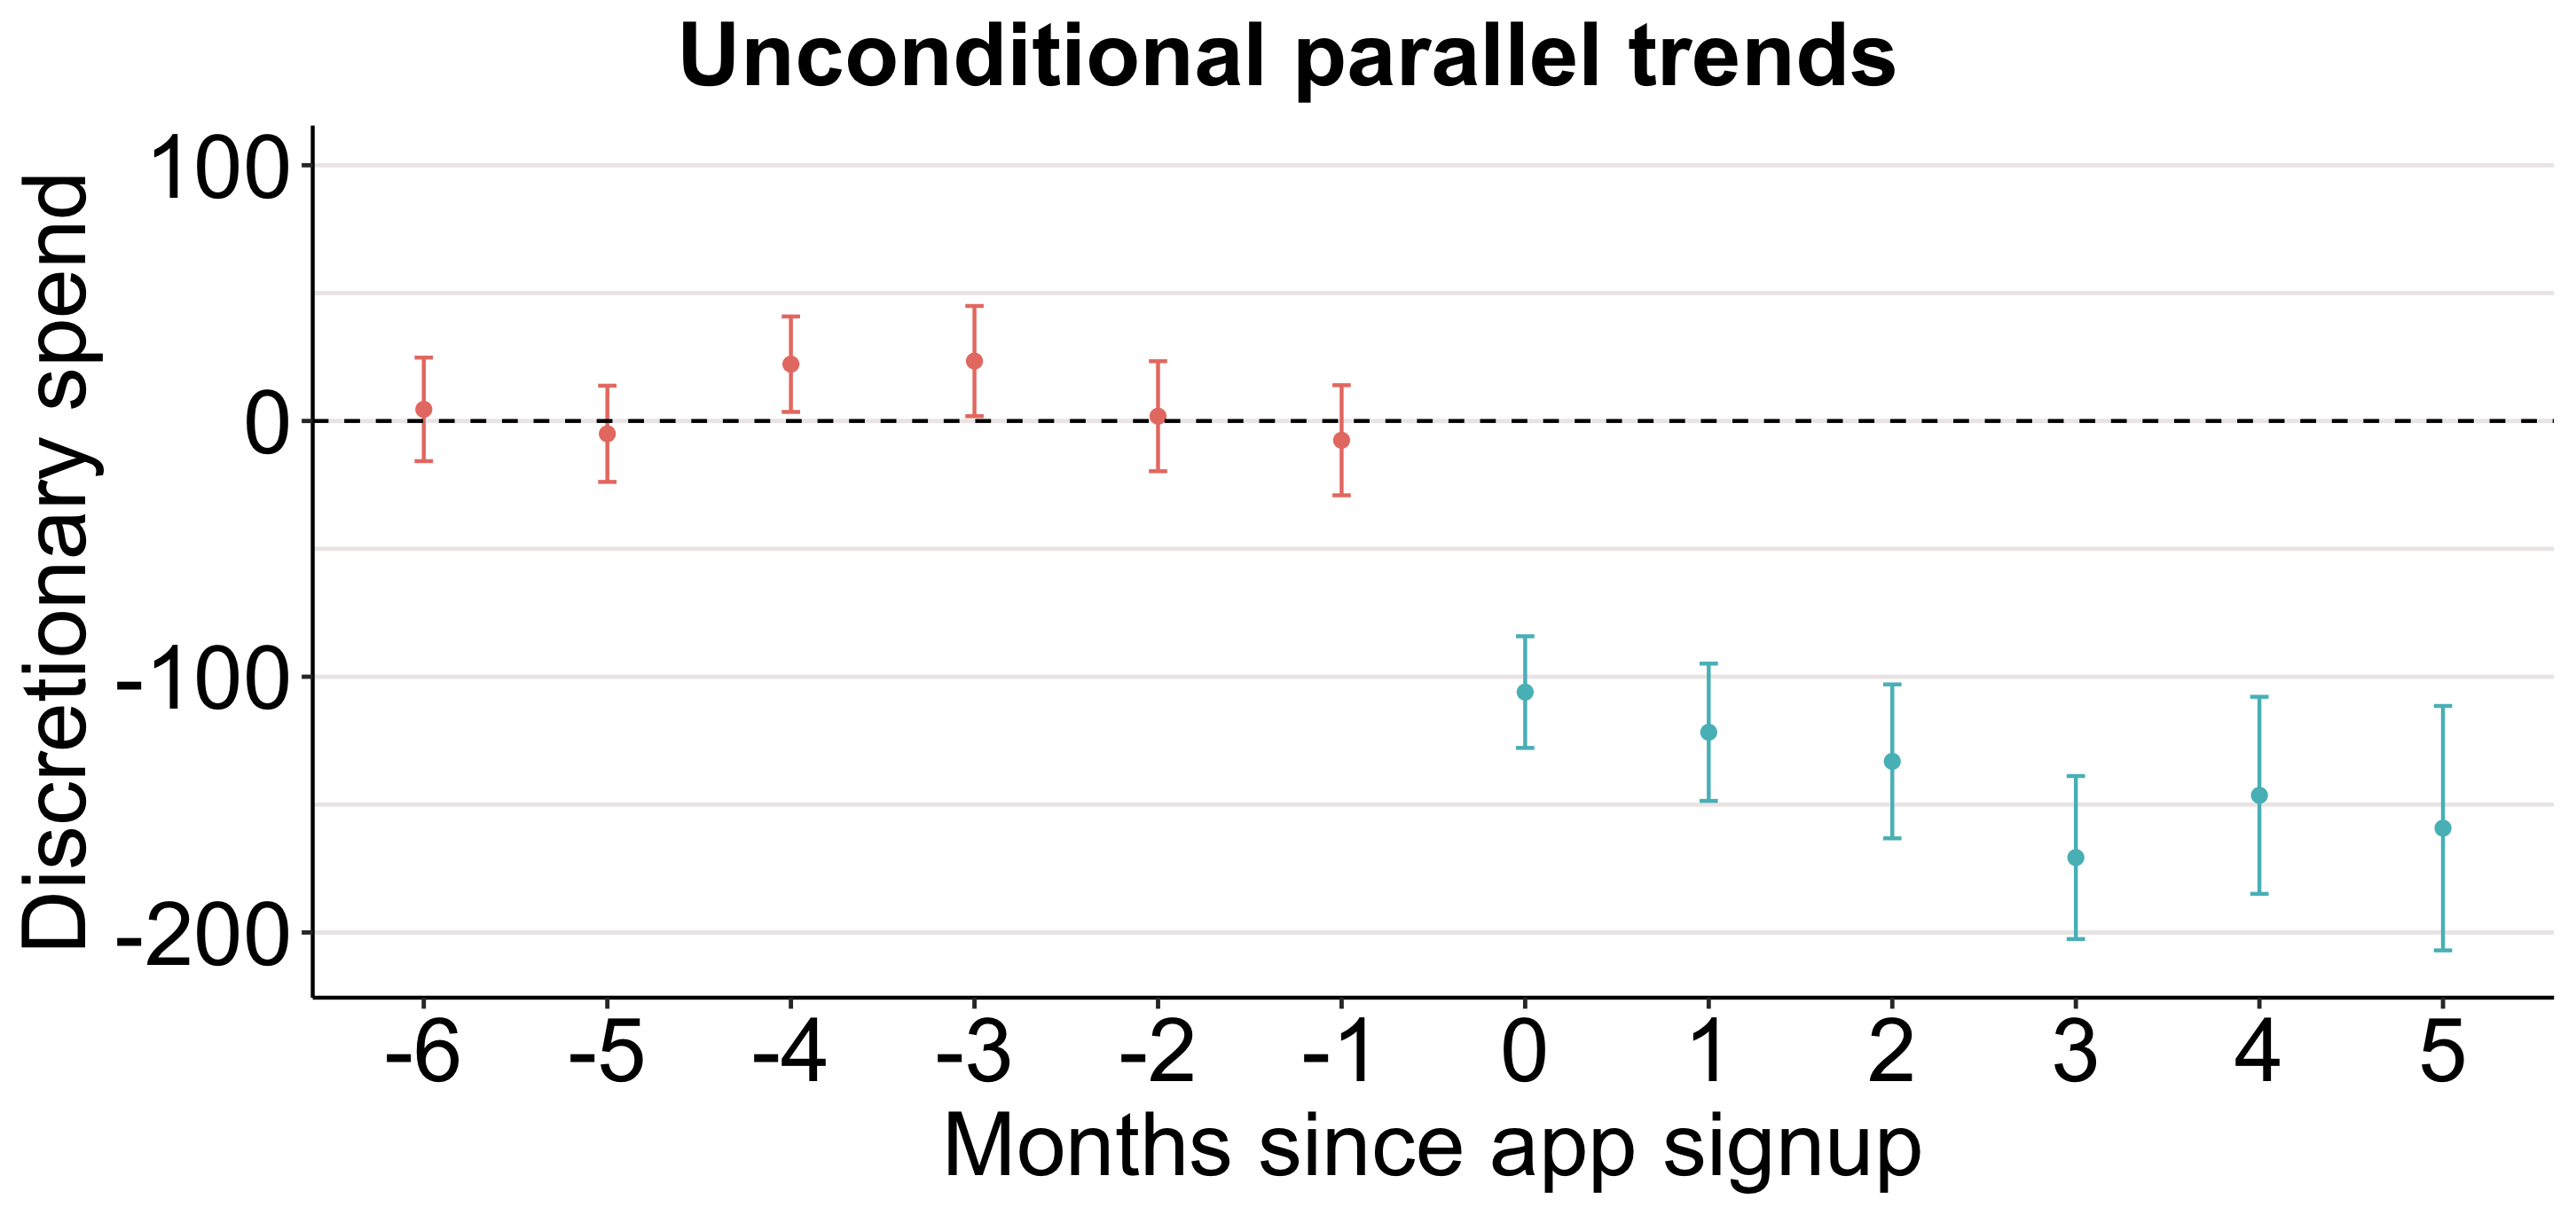 Unconditional parallel trends
Discretionary spend
100
0
-100
-200
-6 -5 -4 -3 -2 -1 0 1 2 3 4 5
Months since app signup